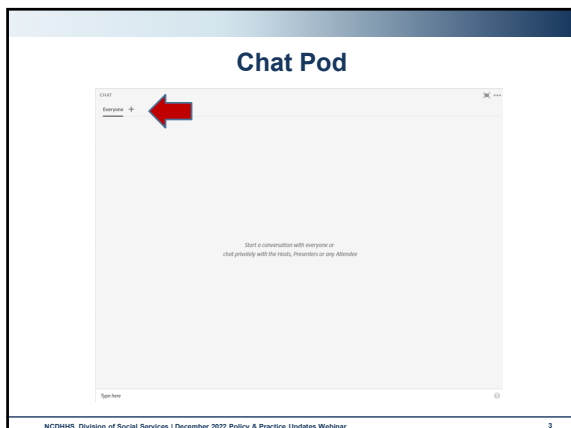 Chat Pod
CHAT
Everyone +
Start a conversation with everyone or
chat privately with the Hosts, Presenters or any Attendee
Type here
NCDHHS, Division of Social Services | December 2022 Policy & Practice Updates Webinar 3